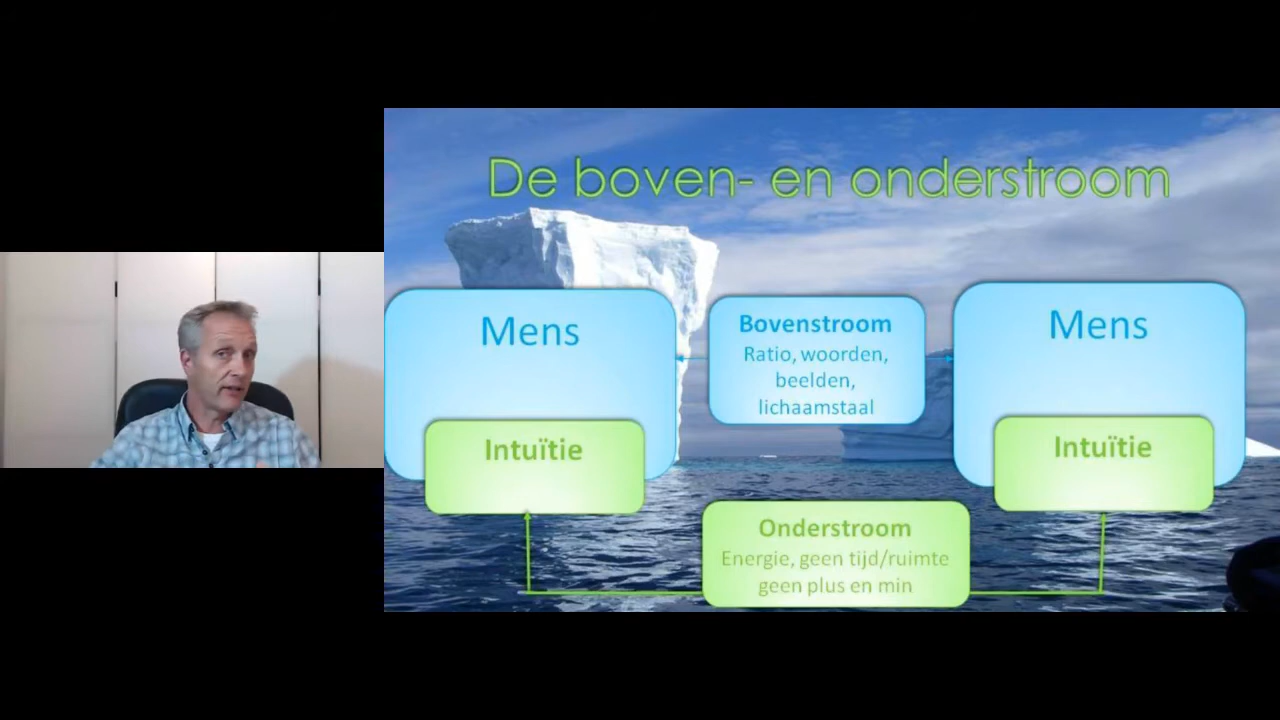 De boven- en onderstroom
Mens
Intuïtie
Bovenstroom
Ratio, woorden,
beelden,
lichaamstaal
Mens
Intuïtie
Onderstroom
Energie, geen tijd/ruimte
geen plus en min